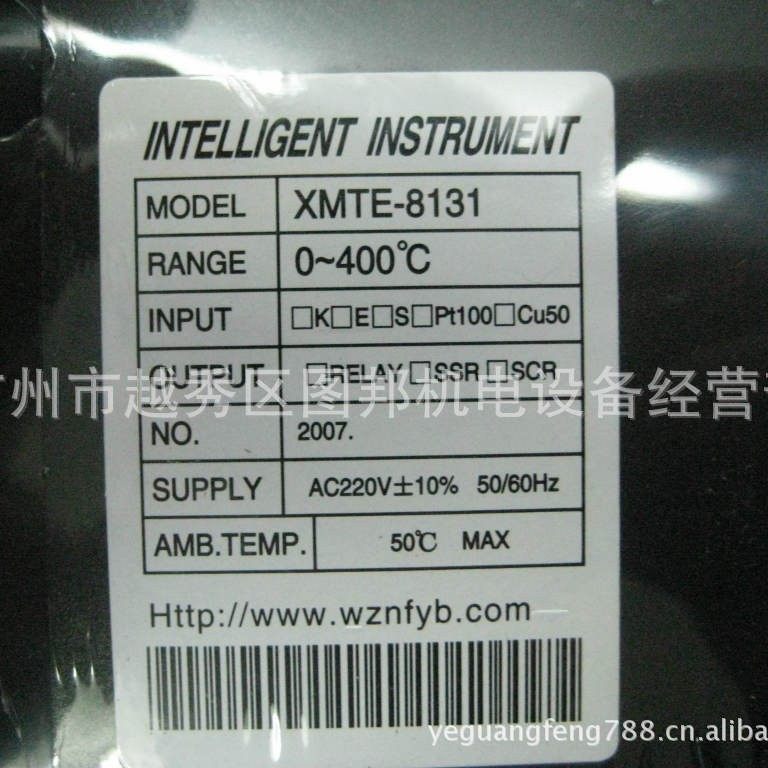 INTELLIGENT INSTRUMENT
MODEL XMTE-8131
RANGE 0~400℃
INPUT □K□E□S□Pt100□Cu50
OUTPUT □RELAY□SSR□SCR
州市越秀区图邦机电设备经营
NO. 2007.
SUPPLY AC220V±10% 50/60Hz
AMB.TEMP. 50℃ MAX
Http://www.wznfyb.com
yeguangfeng788.cn.alibaba